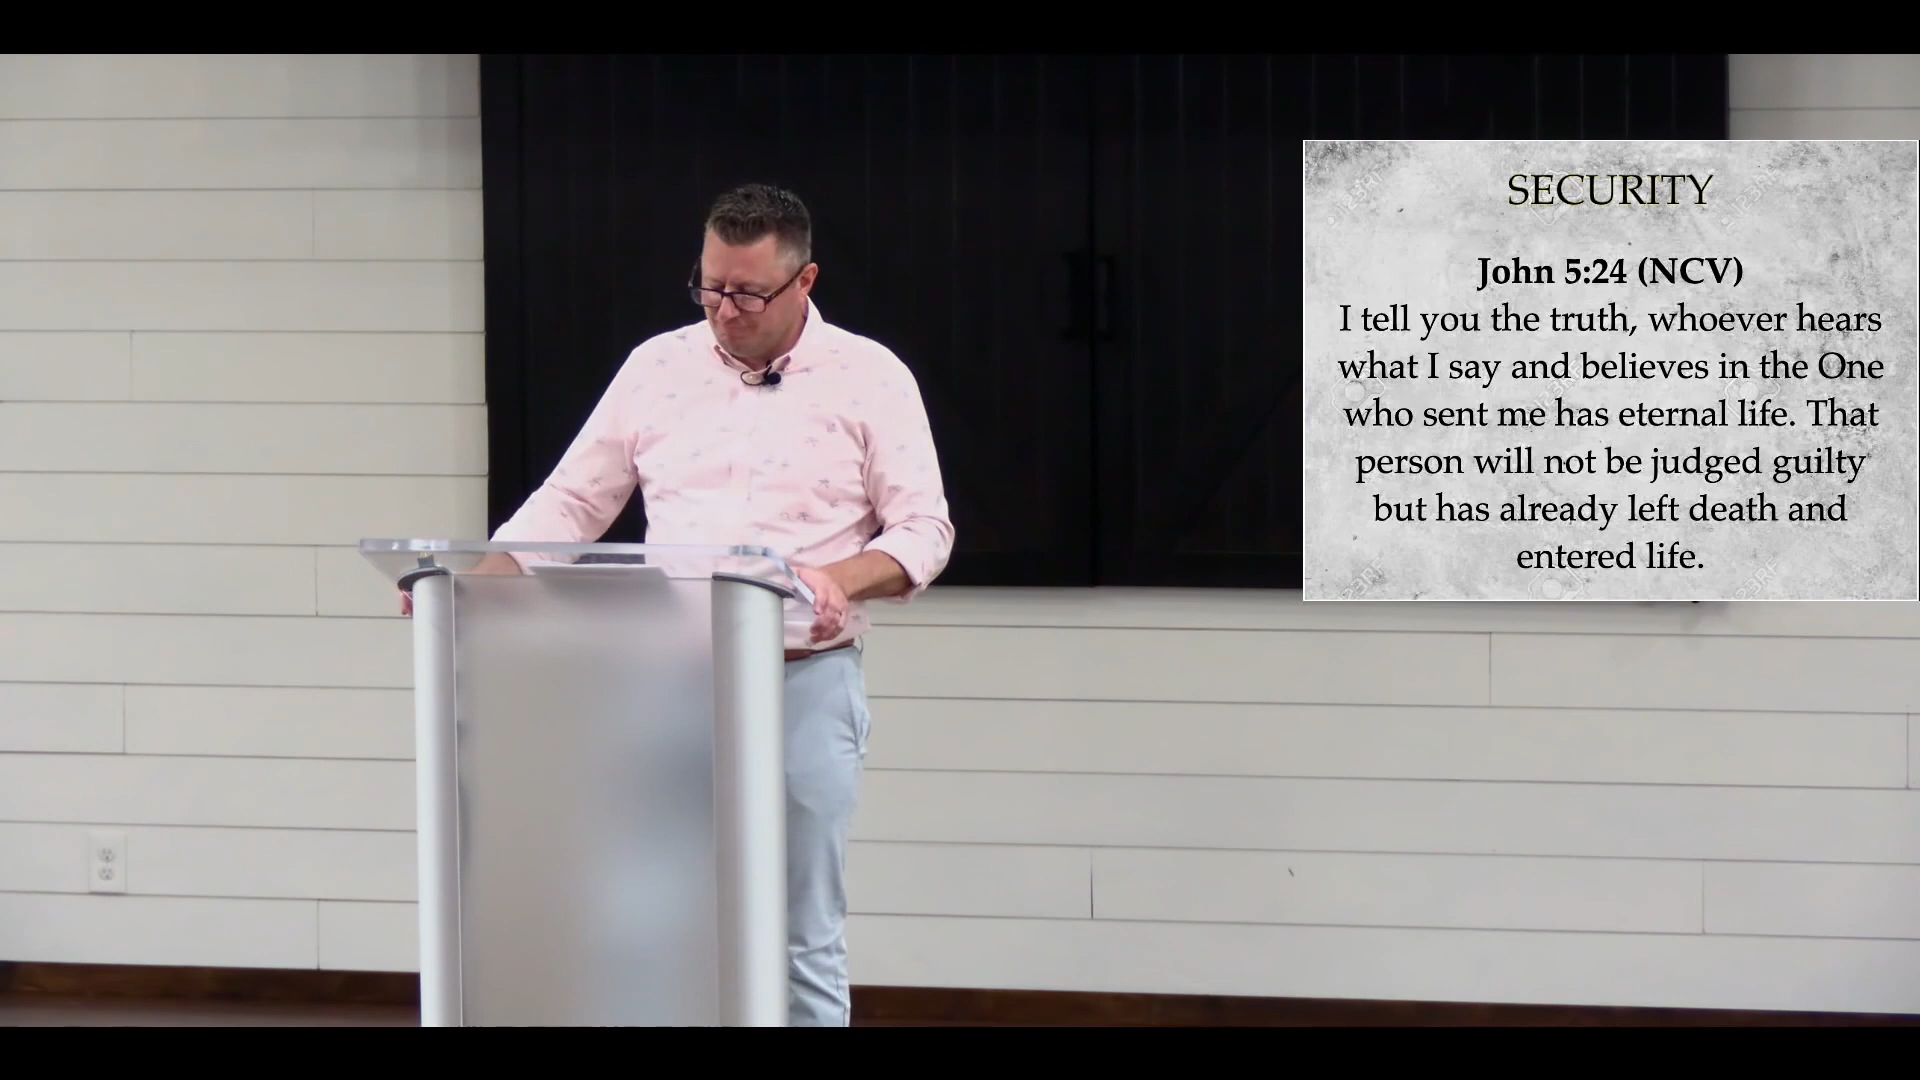 SECURITY
John 5:24 (NCV)
I tell you the truth, whoever hears
what I say and believes in the One
who sent me has eternal life. That
person will not be judged guilty
but has already left death and
entered life.
123RF
123RF